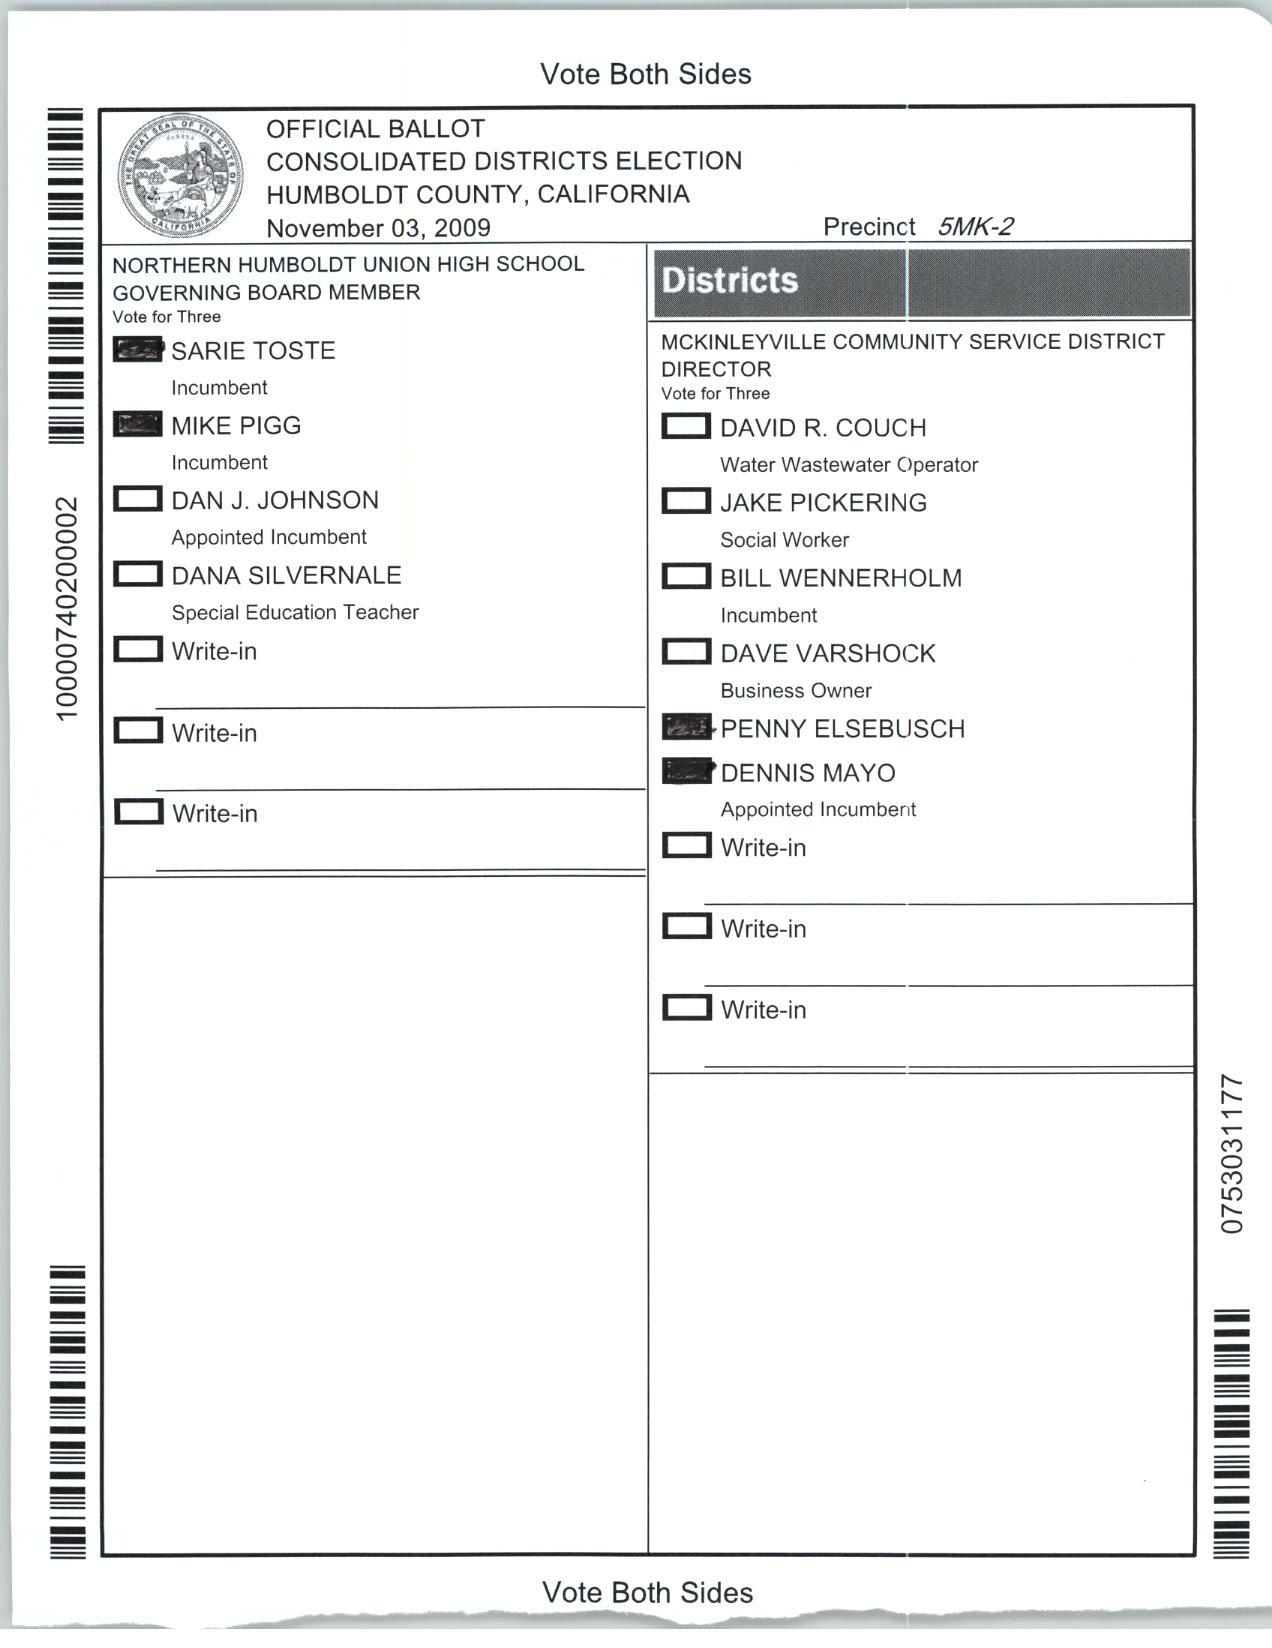 Vote Both Sides
THE GREAT SEAL OF THE STATE OF CALIFORNIA
OFFICIAL BALLOT
CONSOLIDATED DISTRICTS ELECTION
HUMBOLDT COUNTY, CALIFORNIA
November 03, 2009
Precinct 5MK-2
NORTHERN HUMBOLDT UNION HIGH SCHOOL
GOVERNING BOARD MEMBER
Vote for Three
SARIE TOSTE
Incumbent
MIKE PIGG
Incumbent
DAN J. JOHNSON
Appointed Incumbent
DANA SILVERNALE
Special Education Teacher
Write-in
Write-in
Write-in
Districts
MCKINLEYVILLE COMMUNITY SERVICE DISTRICT
DIRECTOR
Vote for Three
DAVID R. COUCH
Water Wastewater Operator
JAKE PICKERING
Social Worker
BILL WENNERHOLM
Incumbent
DAVE VARSHOCK
Business Owner
PENNY ELSEBUSCH
DENNIS MAYO
Appointed Incumbent
Write-in
Write-in
Write-in
10000740200002
0753031177
Vote Both Sides